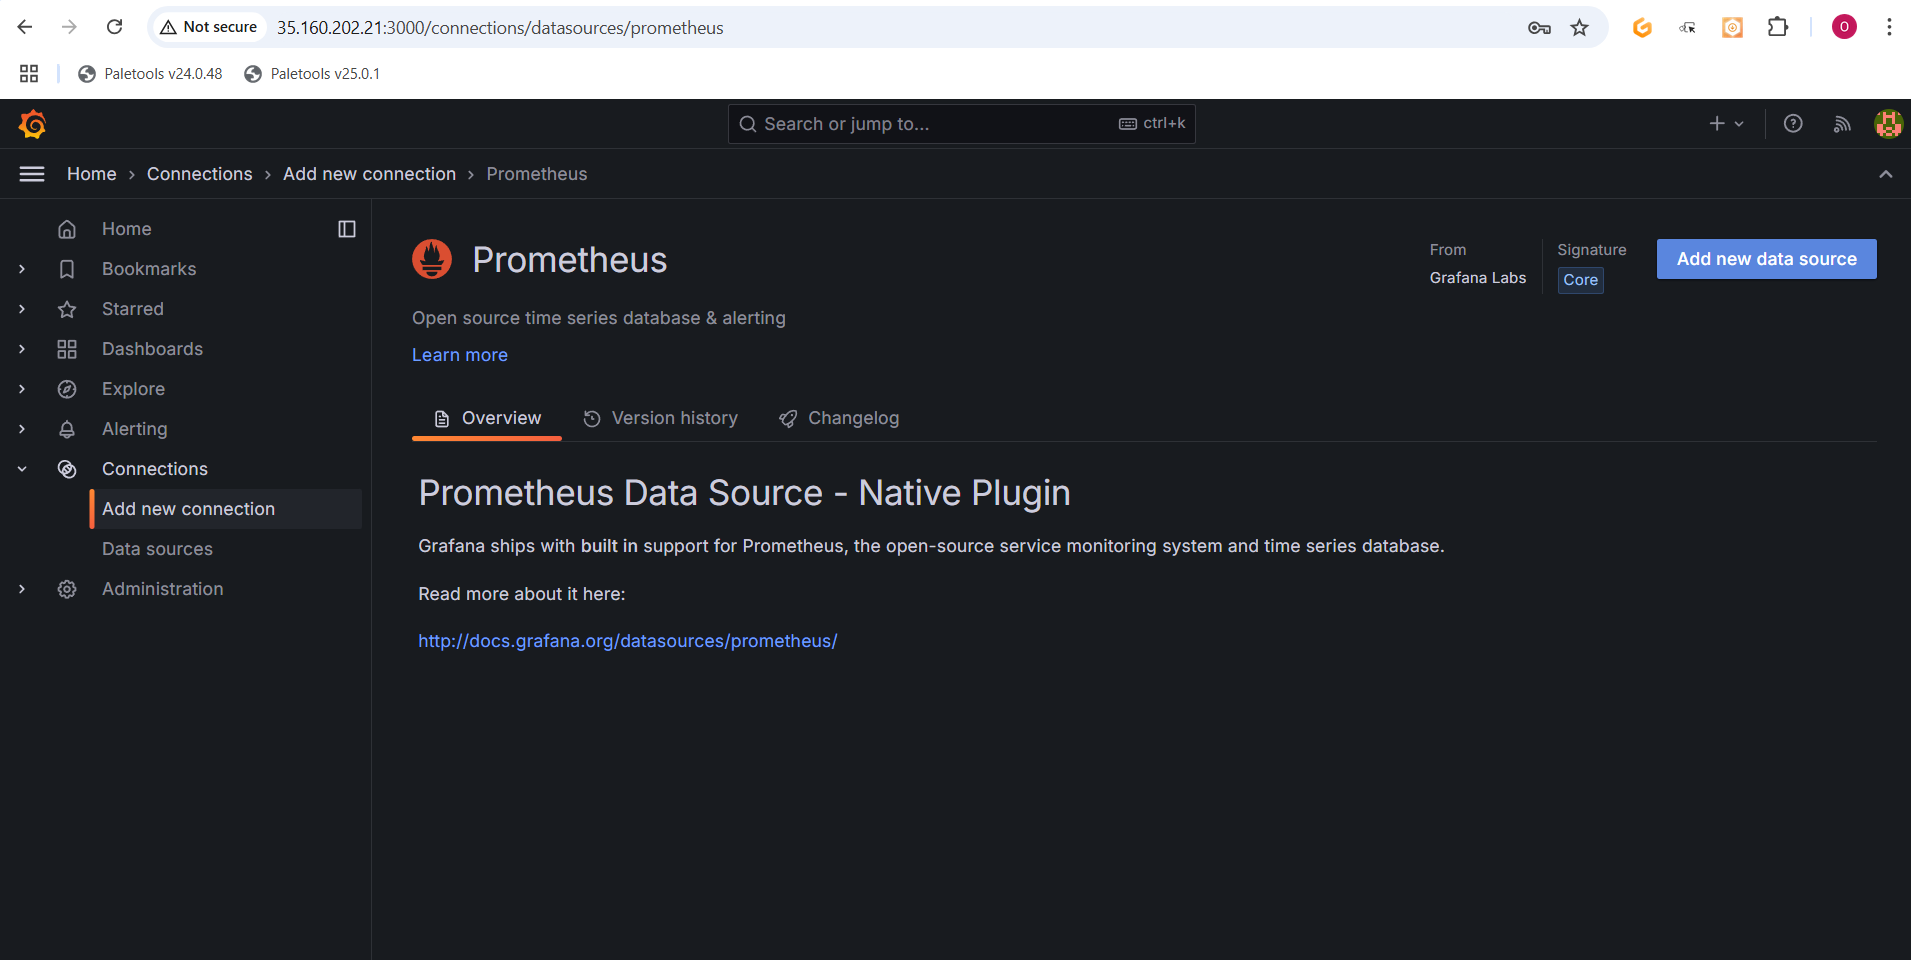 Not secure 35.160.202.21:3000/connections/datasources/prometheus
O
Paletools v24.0.48 Paletools v25.0.1
Search or jump to... ctrl+k
Home › Connections › Add new connection › Prometheus
Home
Bookmarks
Starred
Dashboards
Explore
Alerting
Connections
Add new connection
Data sources
Administration
Prometheus
From
Grafana Labs
Signature
Core
Add new data source
Open source time series database & alerting
Learn more
Overview Version history Changelog
Prometheus Data Source - Native Plugin
Grafana ships with built in support for Prometheus, the open-source service monitoring system and time series database.
Read more about it here:
http://docs.grafana.org/datasources/prometheus/